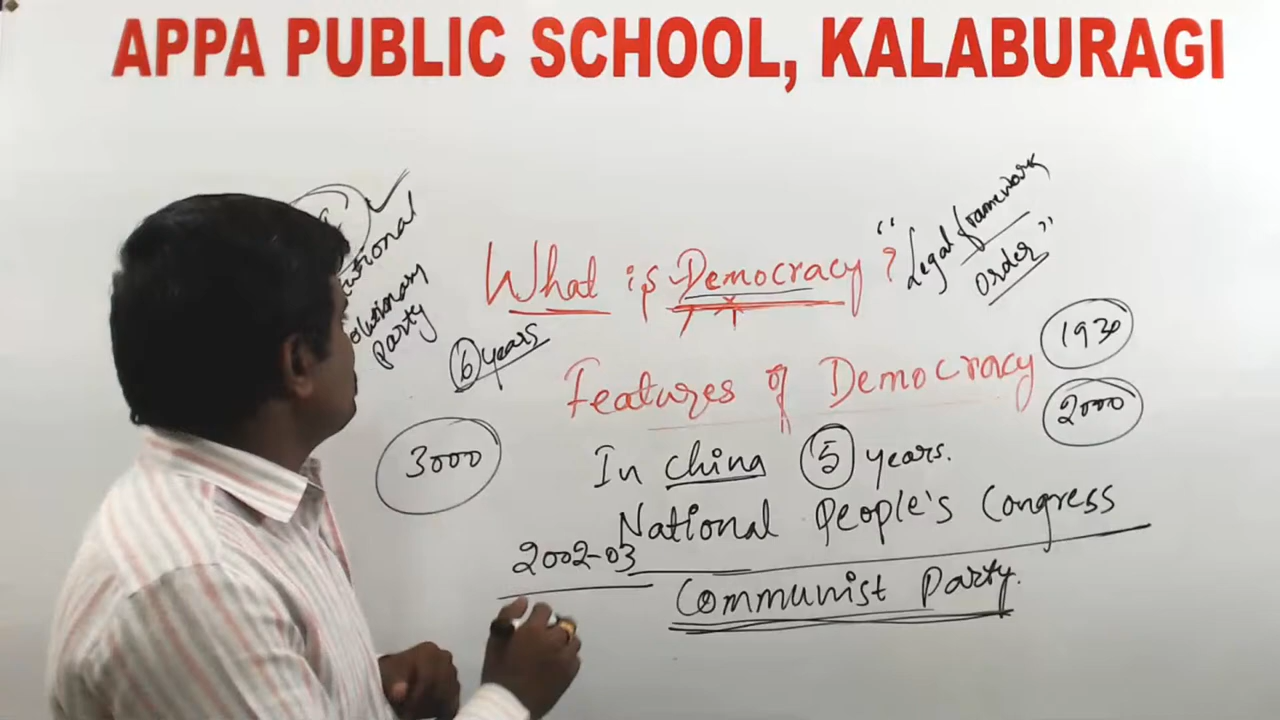 APPA PUBLIC SCHOOL, KALABURAGI
Party
6 years
What is Democracy?
"Legal framework
Order"
1930
2000
Features of Democracy
3000
In China 5 years.
National People's Congress
2002-03
Communist Party.